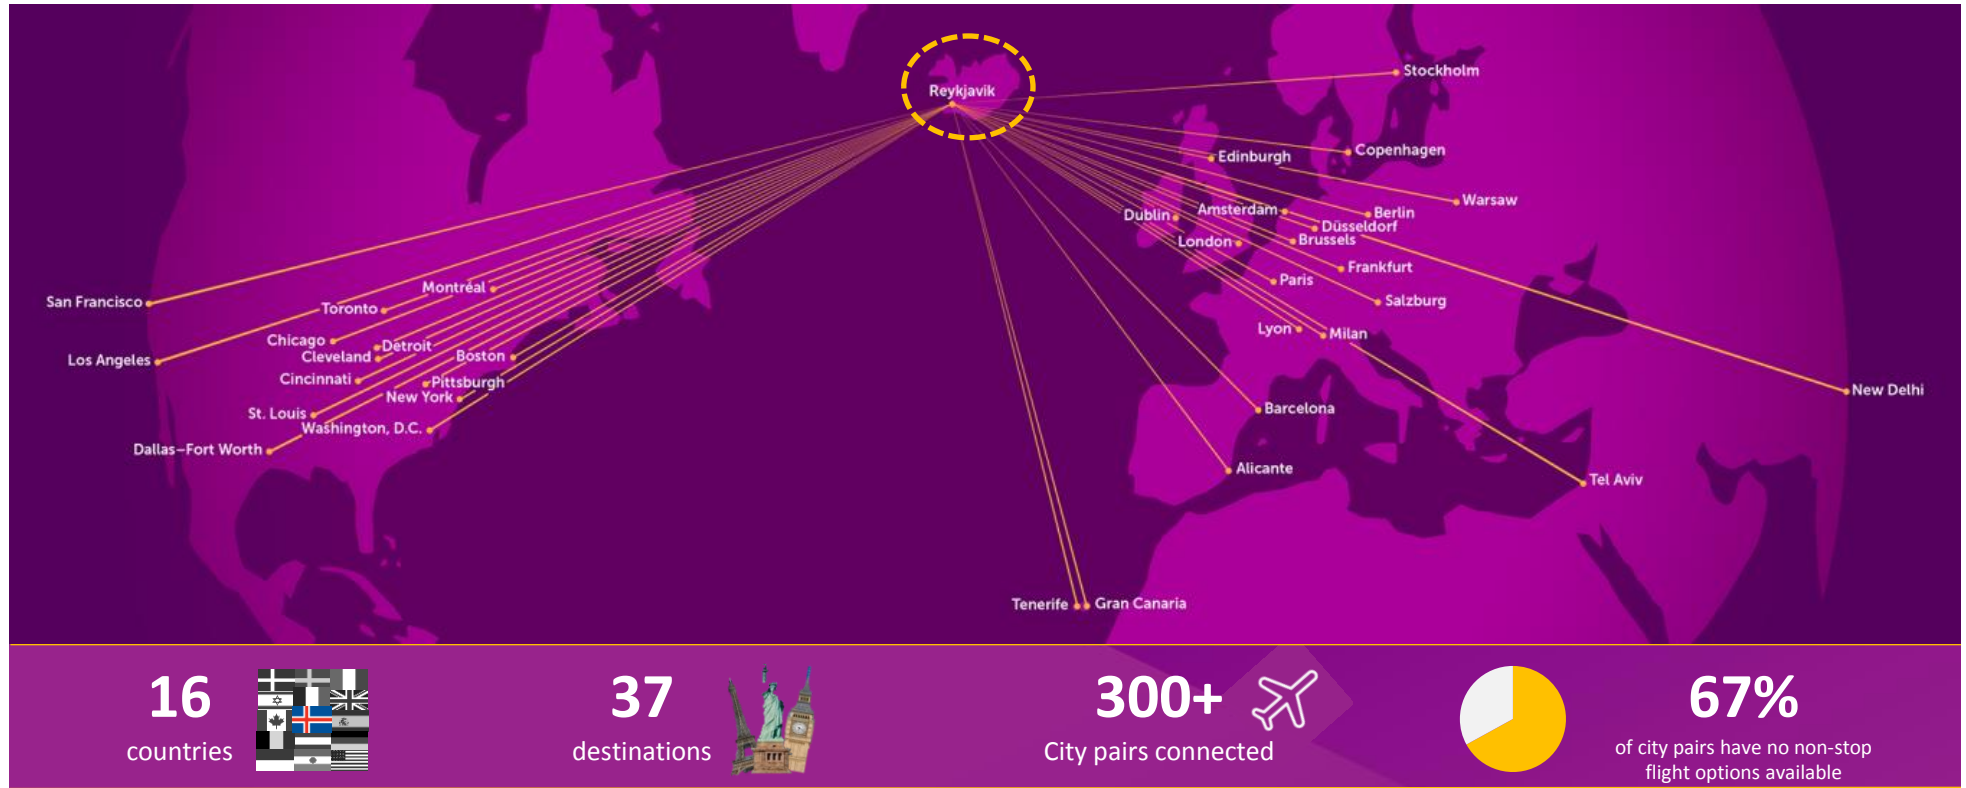 Reykjavik
Stockholm
Copenhagen
Edinburgh
Warsaw
Dublin
Amsterdam
Berlin
Düsseldorf
London
Brussels
Frankfurt
Paris
Salzburg
Lyon
Milan
New Delhi
Barcelona
Alicante
Tel Aviv
Tenerife
Gran Canaria
San Francisco
Montréal
Toronto
Chicago
Detroit
Los Angeles
Cleveland
Boston
Cincinnati
Pittsburgh
New York
St. Louis
Washington, D.C.
Dallas–Fort Worth
16
countries
37
destinations
300+
City pairs connected
67%
of city pairs have no non-stop
flight options available